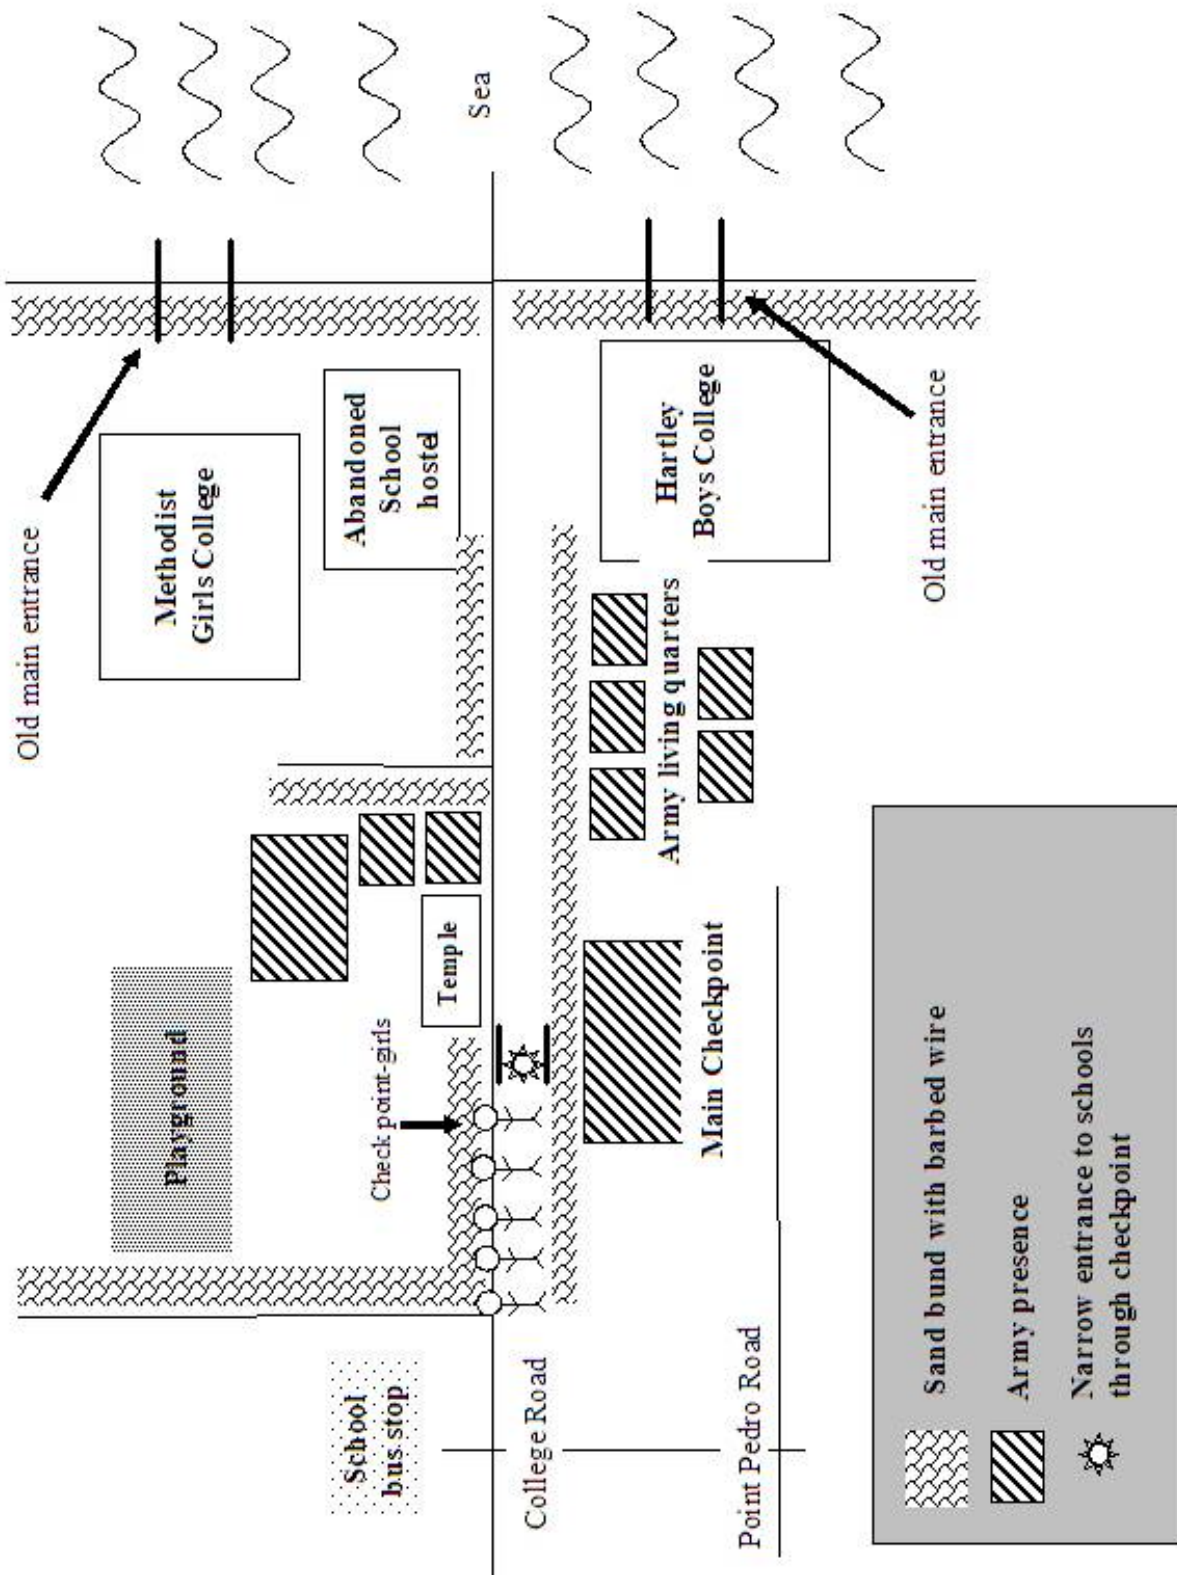 Old main entrance
Methodist
Girls College
Abandoned
School
hostel
Sea
Playground
Temple
Check point-girls
School
bus stop
College Road
Hartley
Boys College
Army living quarters
Main Checkpoint
Old main entrance
Point Pedro Road
Sand bund with barbed wire
Army presence
Narrow entrance to schools
through checkpoint